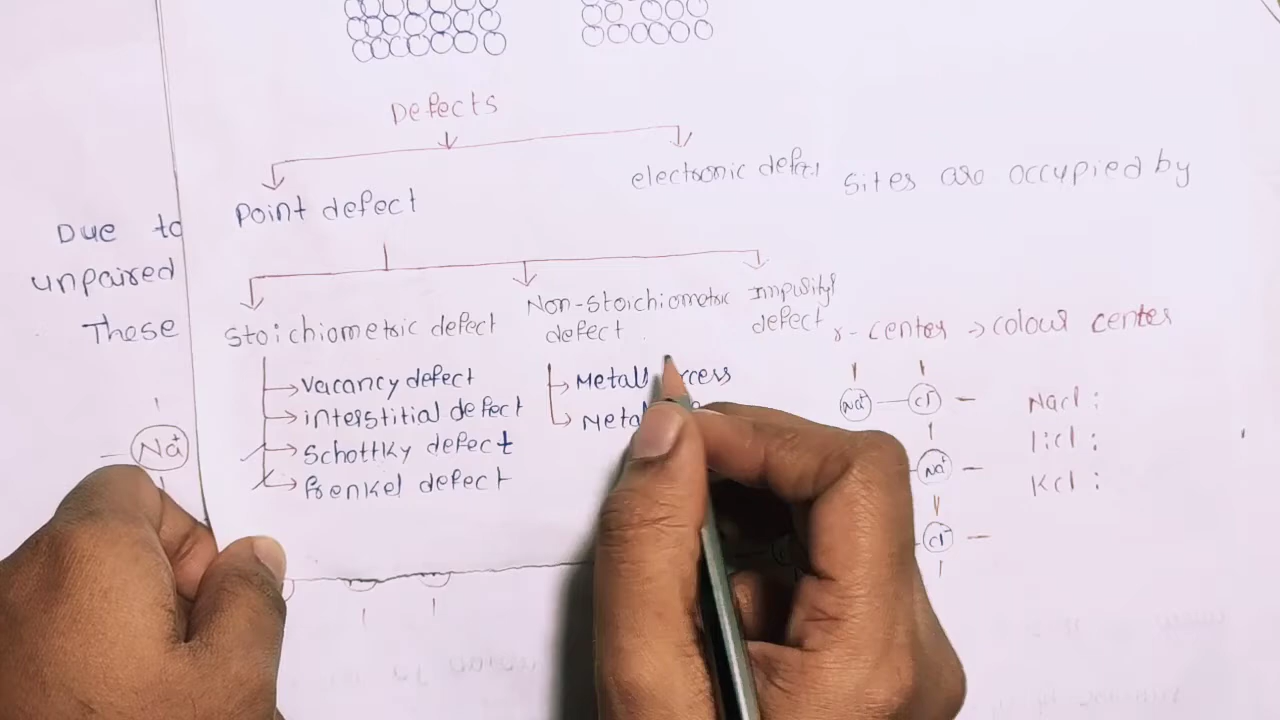 Defects
Point defect
electronic defect
Sites are occupied by
Due to
unpaired
These
Stoichiometric defect
Vacancy defect
interstitial defect
Schottky defect
Frenkel defect
Non-stoichiometric
defect
Metal
Metal
Impurity
defect
center → colour center
Na+
Na+ Cl-
Na+
Cl-
Nacl :
licl :
Kcl :